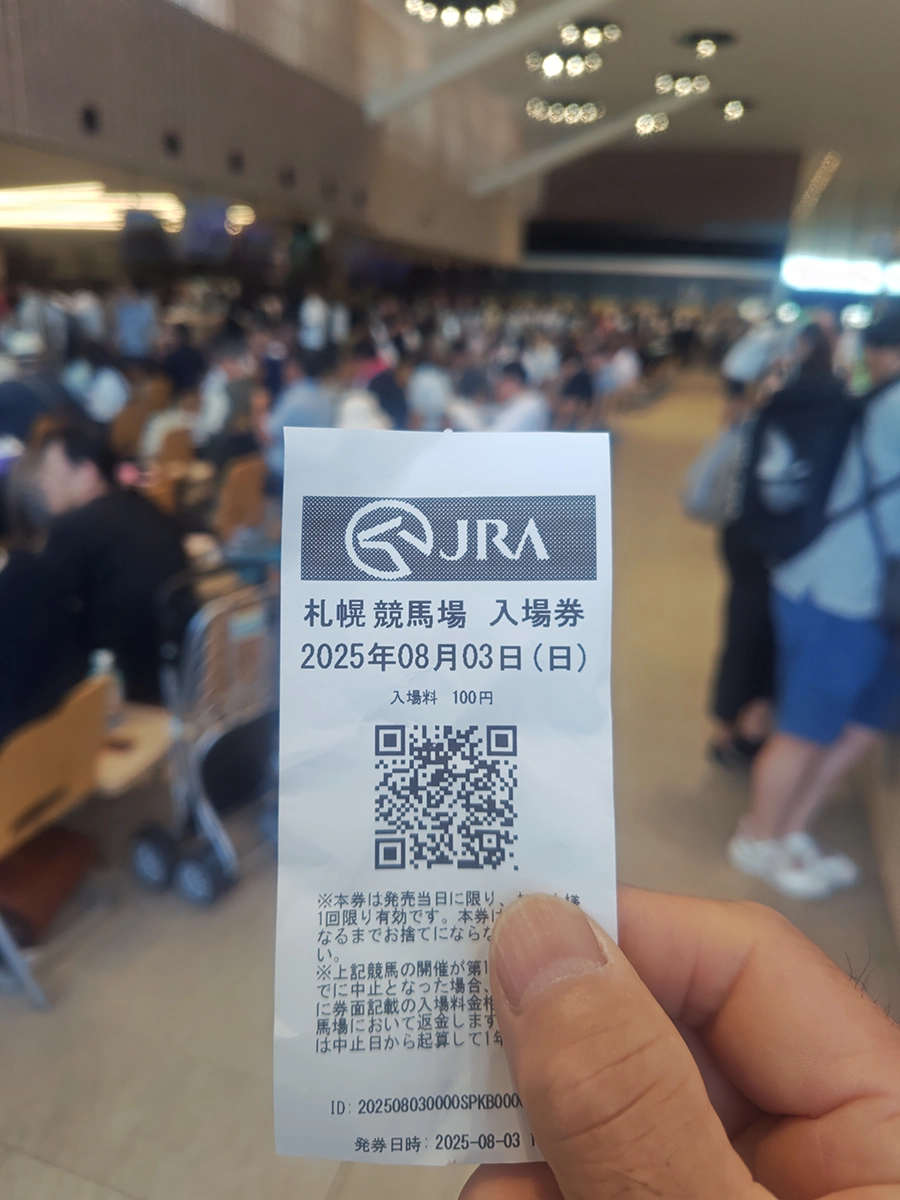 JRA
札幌競馬場 入場券
2025年08月03日(日)
入場料 100円
※本券は発売当日に限り、
1回限り有効です。本券は
なるまでお捨てにならな
い。
※上記競馬の開催が第1
でに中止となった場合、
に券面記載の入場料金相
馬場において返金します
は中止日から起算して1年
ID: 202508030000SPKB000
発券日時: 2025-08-03